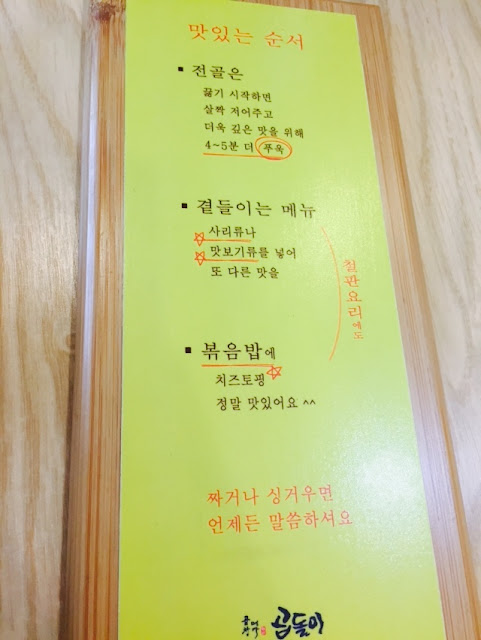 맛있는 순서
▪ 전골은
끓기 시작하면
살짝 저어주고
더욱 깊은 맛을 위해
4~5분 더 푸욱
▪ 곁들이는 메뉴
☆ 사리류나
☆ 맛보기류를 넣어
또 다른 맛을
철판요리에도
▪ 볶음밥에
치즈토핑 ☆
정말 맛있어요 ^^
짜거나 싱거우면
언제든 말씀하셔요
곰돌이